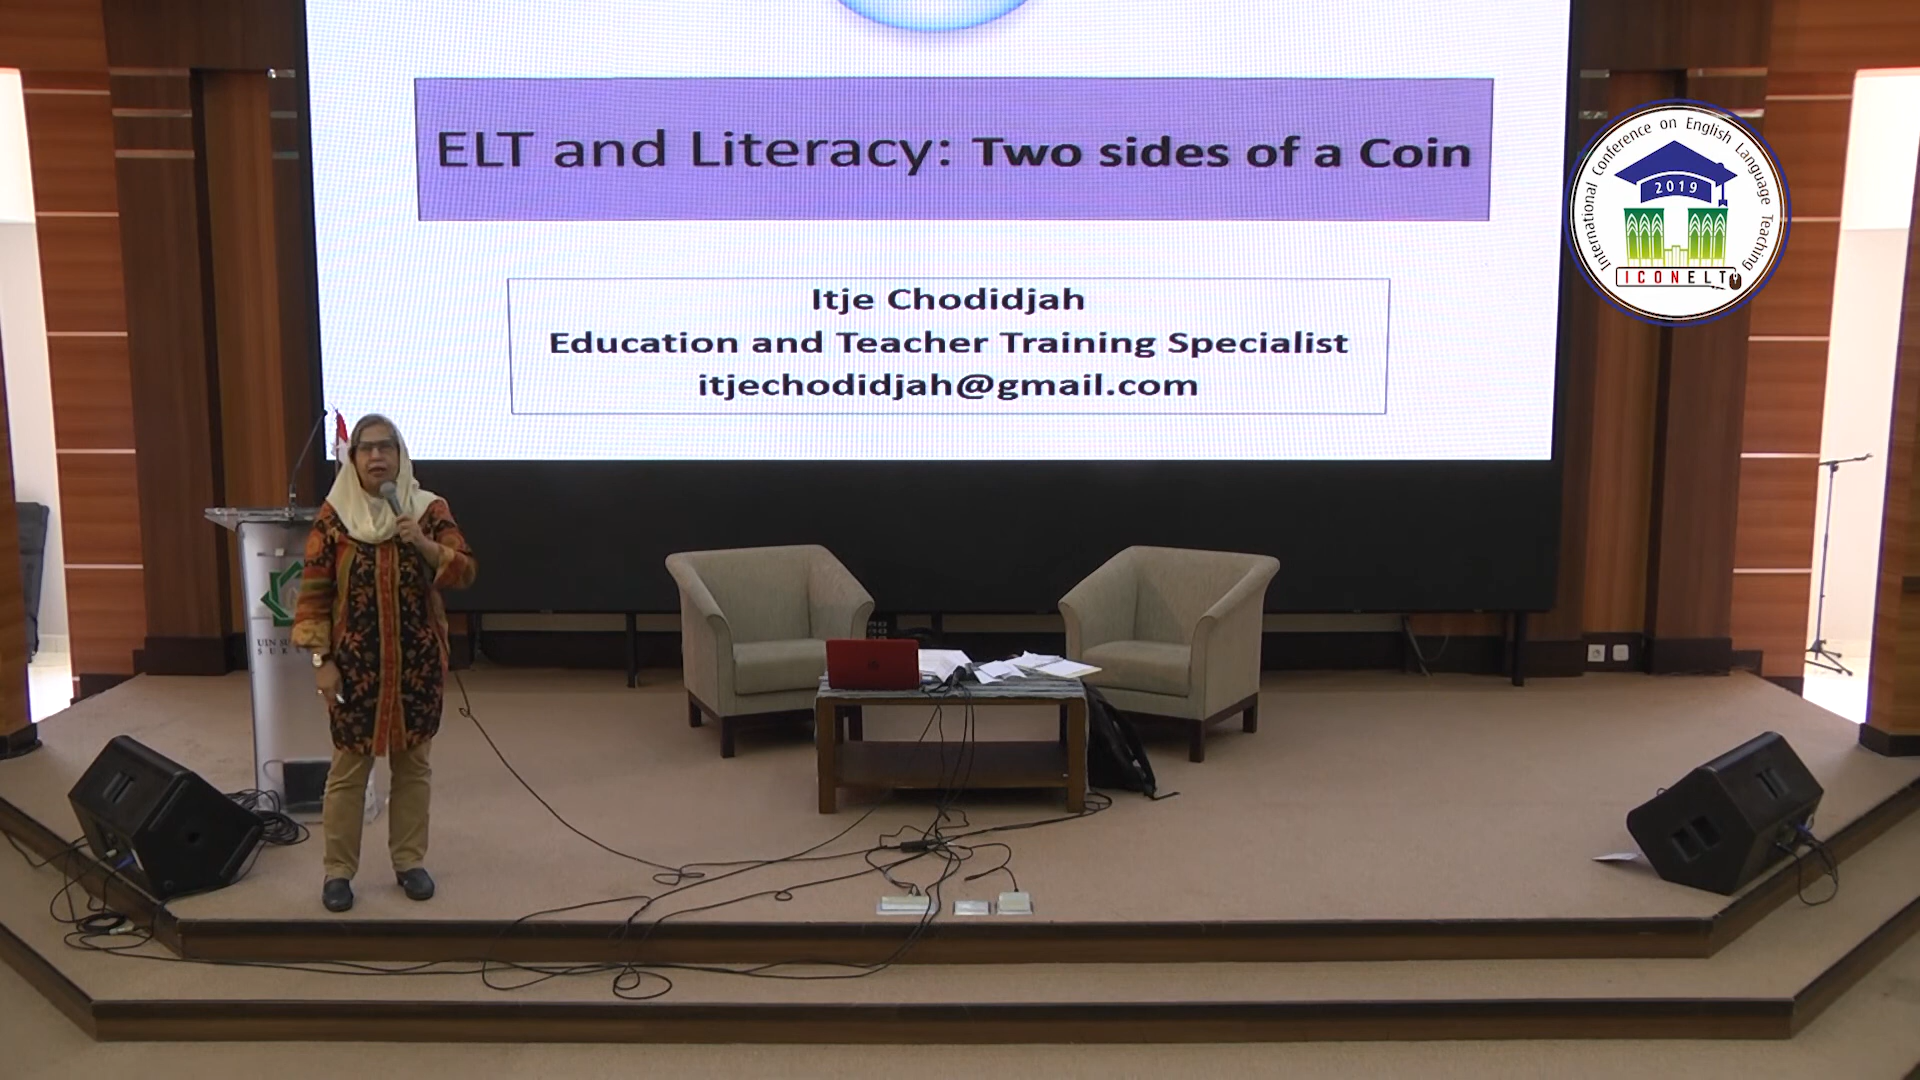 ELT and Literacy: Two sides of a Coin
Itje Chodidjah
Education and Teacher Training Specialist
itjechodidjah@gmail.com
International Conference on English Language Teaching
2019
ICONELT
UIN